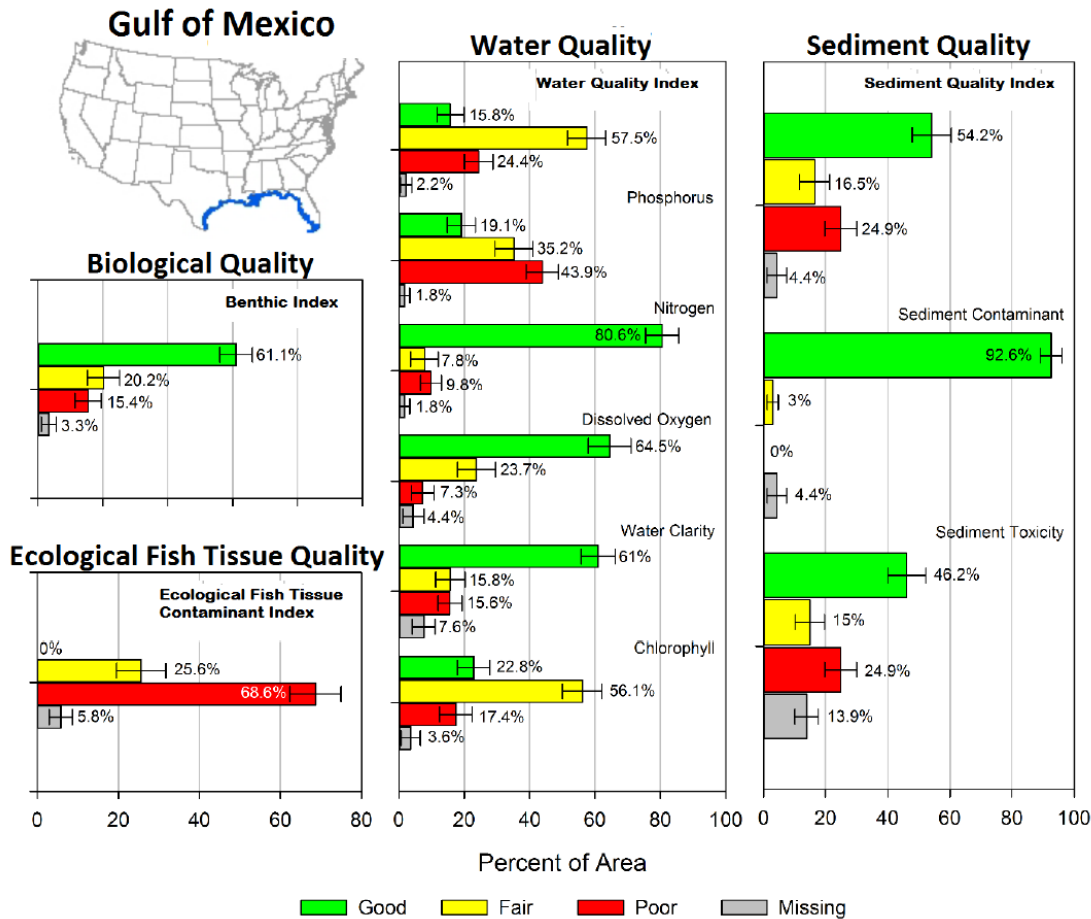 Gulf of Mexico
Biological Quality
Benthic Index
61.1%
20.2%
15.4%
3.3%
Ecological Fish Tissue Quality
Ecological Fish Tissue
Contaminant Index
0%
25.6%
68.6%
5.8%
0 20 40 60 80
Water Quality
Water Quality Index
15.8%
57.5%
24.4%
2.2%
Phosphorus
19.1%
35.2%
43.9%
1.8%
Nitrogen
80.6%
7.8%
9.8%
1.8%
Dissolved Oxygen
64.5%
23.7%
7.3%
4.4%
Water Clarity
61%
15.8%
15.6%
7.6%
Chlorophyll
22.8%
56.1%
17.4%
3.6%
0 20 40 60 80 100
Sediment Quality
Sediment Quality Index
54.2%
16.5%
24.9%
4.4%
Sediment Contaminant
92.6%
3%
0%
4.4%
Sediment Toxicity
46.2%
15%
24.9%
13.9%
0 20 40 60 80 100
Percent of Area
Good Fair Poor Missing